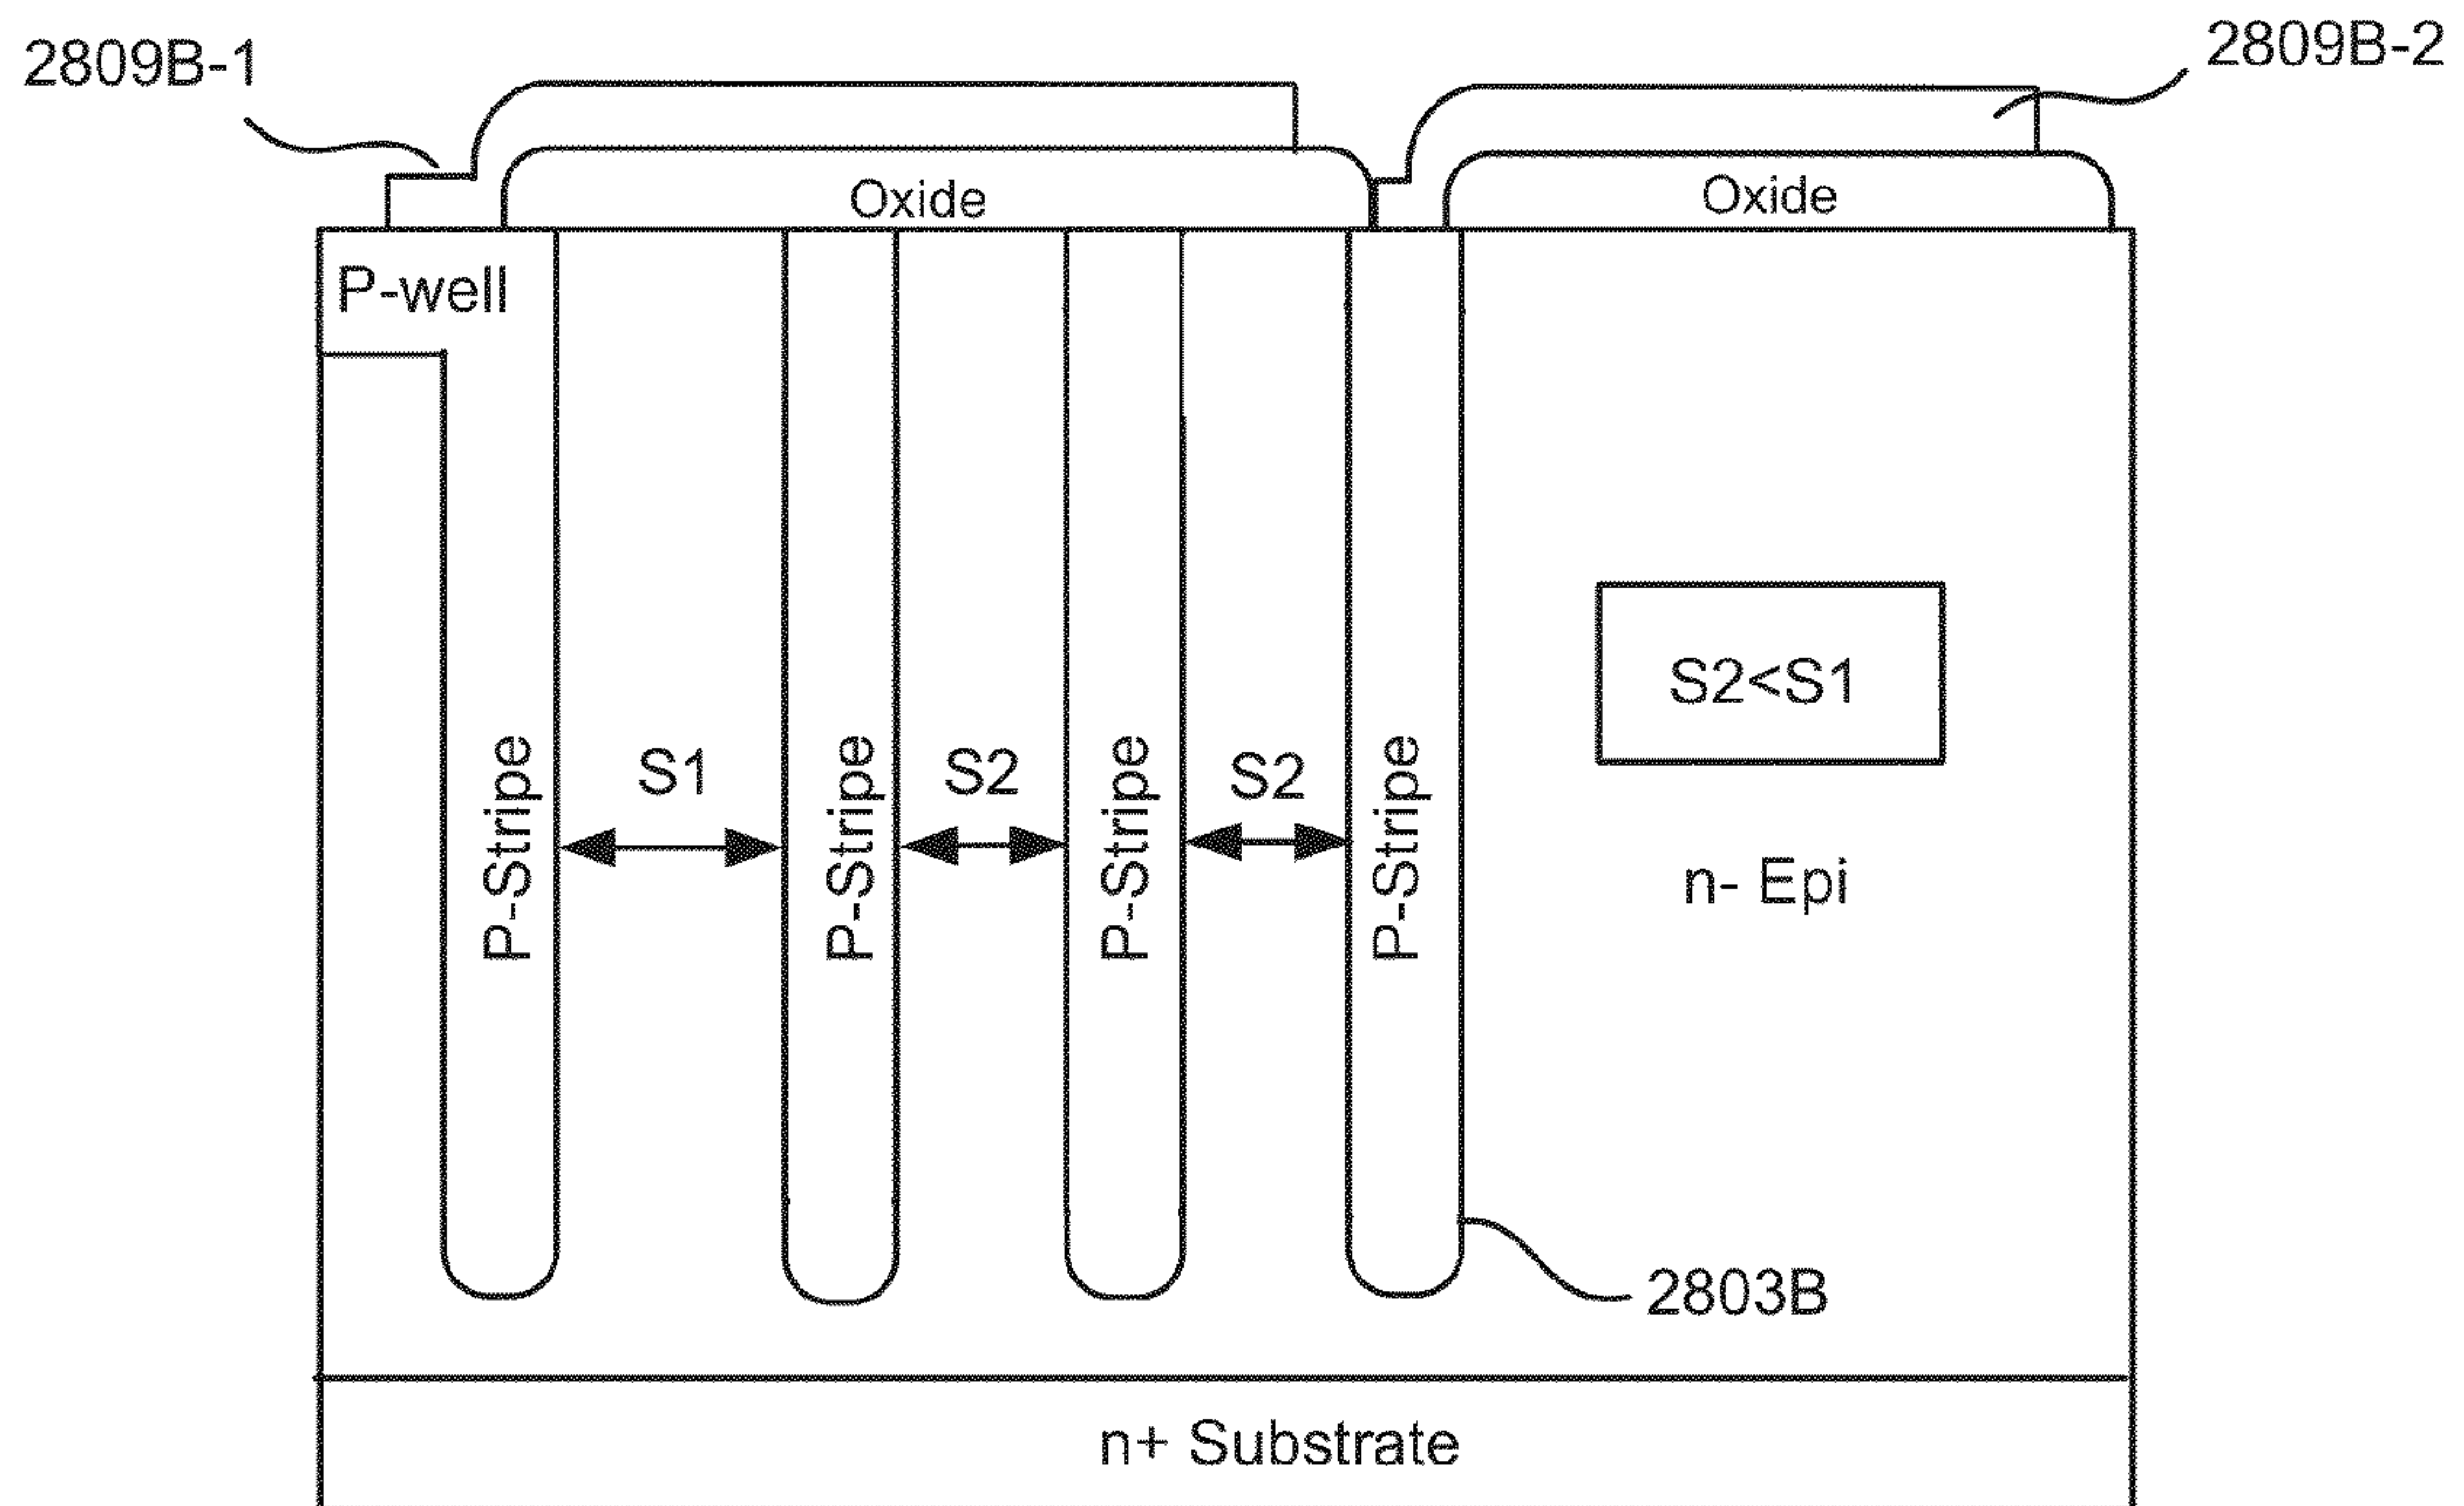 2809B-1
2809B-2
Oxide
Oxide
P-well
S2<S1
P-Stripe
S1
P-Stripe
S2
P-Stripe
S2
P-Stripe
n- Epi
2803B
n+ Substrate